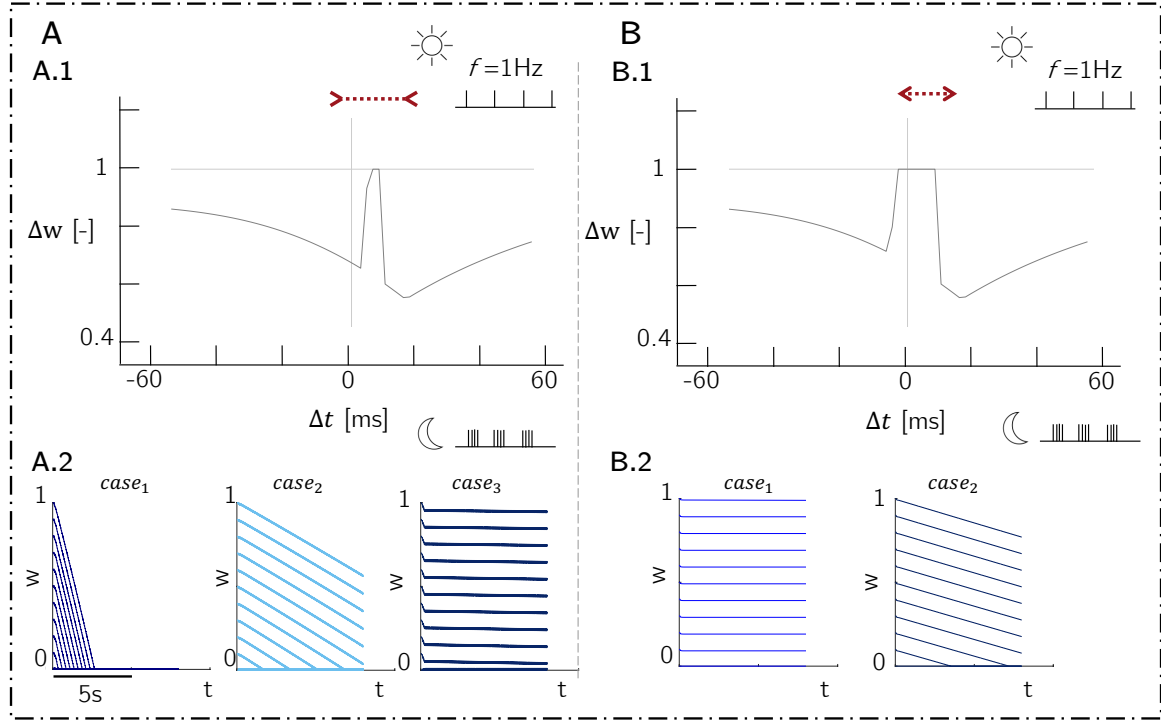 A
A.1
f=1Hz
1
Δw [-]
0.4
-60
0
60
Δt [ms]
A.2
case₁
1
w
0
5s
t
case₂
1
0
t
case₃
1
0
t
B
B.1
f=1Hz
1
Δw [-]
0.4
-60
0
60
Δt [ms]
B.2
case₁
1
w
0
t
case₂
1
w
0
t